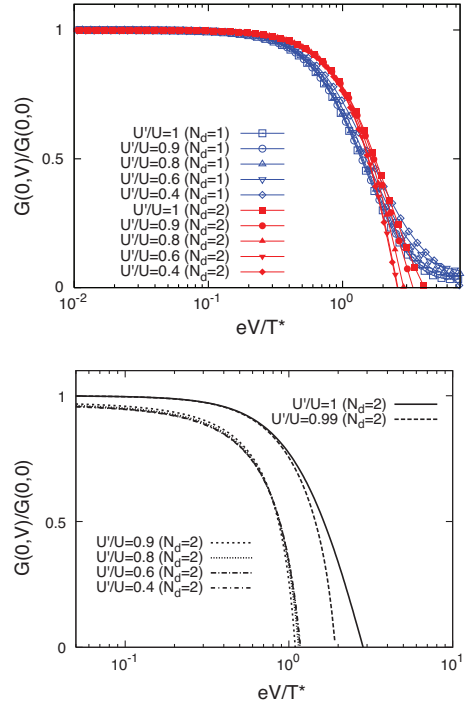 1
0.5
0
G(0,V)/G(0,0)
U'/U=1 (N_d=1)
U'/U=0.9 (N_d=1)
U'/U=0.8 (N_d=1)
U'/U=0.6 (N_d=1)
U'/U=0.4 (N_d=1)
U'/U=1 (N_d=2)
U'/U=0.9 (N_d=2)
U'/U=0.8 (N_d=2)
U'/U=0.6 (N_d=2)
U'/U=0.4 (N_d=2)
10^-2 10^-1 10^0
eV/T*
1
0.5
0
G(0,V)/G(0,0)
U'/U=1 (N_d=2)
U'/U=0.99 (N_d=2)
U'/U=0.9 (N_d=2)
U'/U=0.8 (N_d=2)
U'/U=0.6 (N_d=2)
U'/U=0.4 (N_d=2)
10^-1 10^0 10^1
eV/T*